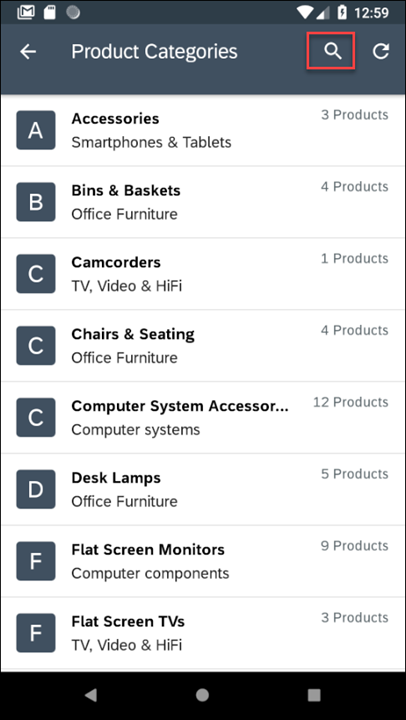 12:59
Product Categories
A
Accessories
3 Products
Smartphones & Tablets
B
Bins & Baskets
4 Products
Office Furniture
C
Camcorders
1 Products
TV, Video & HiFi
C
Chairs & Seating
4 Products
Office Furniture
C
Computer System Accessor...
12 Products
Computer systems
D
Desk Lamps
5 Products
Office Furniture
F
Flat Screen Monitors
9 Products
Computer components
F
Flat Screen TVs
3 Products
TV, Video & HiFi